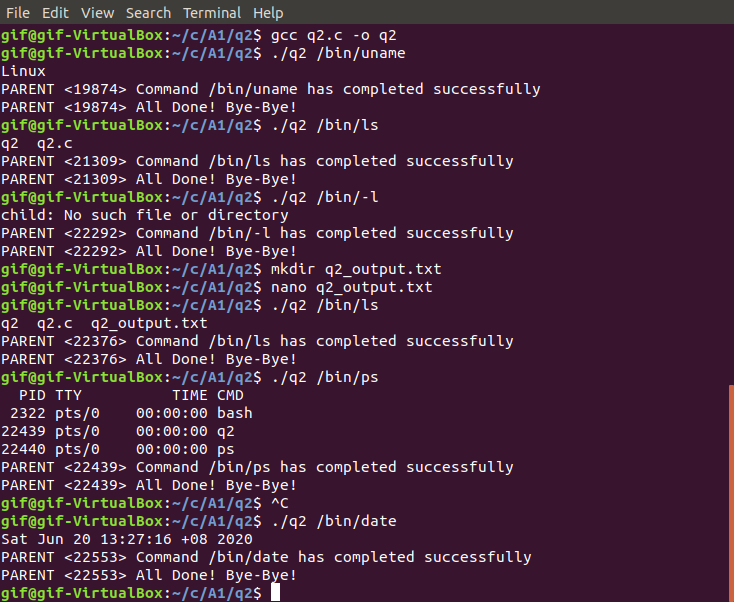 File Edit View Search Terminal Help
gif@gif-VirtualBox:~/c/A1/q2$ gcc q2.c -o q2
gif@gif-VirtualBox:~/c/A1/q2$ ./q2 /bin/uname
Linux
PARENT <19874> Command /bin/uname has completed successfully
PARENT <19874> All Done! Bye-Bye!
gif@gif-VirtualBox:~/c/A1/q2$ ./q2 /bin/ls
q2  q2.c
PARENT <21309> Command /bin/ls has completed successfully
PARENT <21309> All Done! Bye-Bye!
gif@gif-VirtualBox:~/c/A1/q2$ ./q2 /bin/-l
child: No such file or directory
PARENT <22292> Command /bin/-l has completed successfully
PARENT <22292> All Done! Bye-Bye!
gif@gif-VirtualBox:~/c/A1/q2$ mkdir q2_output.txt
gif@gif-VirtualBox:~/c/A1/q2$ nano q2_output.txt
gif@gif-VirtualBox:~/c/A1/q2$ ./q2 /bin/ls
q2  q2.c  q2_output.txt
PARENT <22376> Command /bin/ls has completed successfully
PARENT <22376> All Done! Bye-Bye!
gif@gif-VirtualBox:~/c/A1/q2$ ./q2 /bin/ps
  PID TTY          TIME CMD
 2322 pts/0    00:00:00 bash
22439 pts/0    00:00:00 q2
22440 pts/0    00:00:00 ps
PARENT <22439> Command /bin/ps has completed successfully
PARENT <22439> All Done! Bye-Bye!
gif@gif-VirtualBox:~/c/A1/q2$ ^C
gif@gif-VirtualBox:~/c/A1/q2$ ./q2 /bin/date
Sat Jun 20 13:27:16 +08 2020
PARENT <22553> Command /bin/date has completed successfully
PARENT <22553> All Done! Bye-Bye!
gif@gif-VirtualBox:~/c/A1/q2$